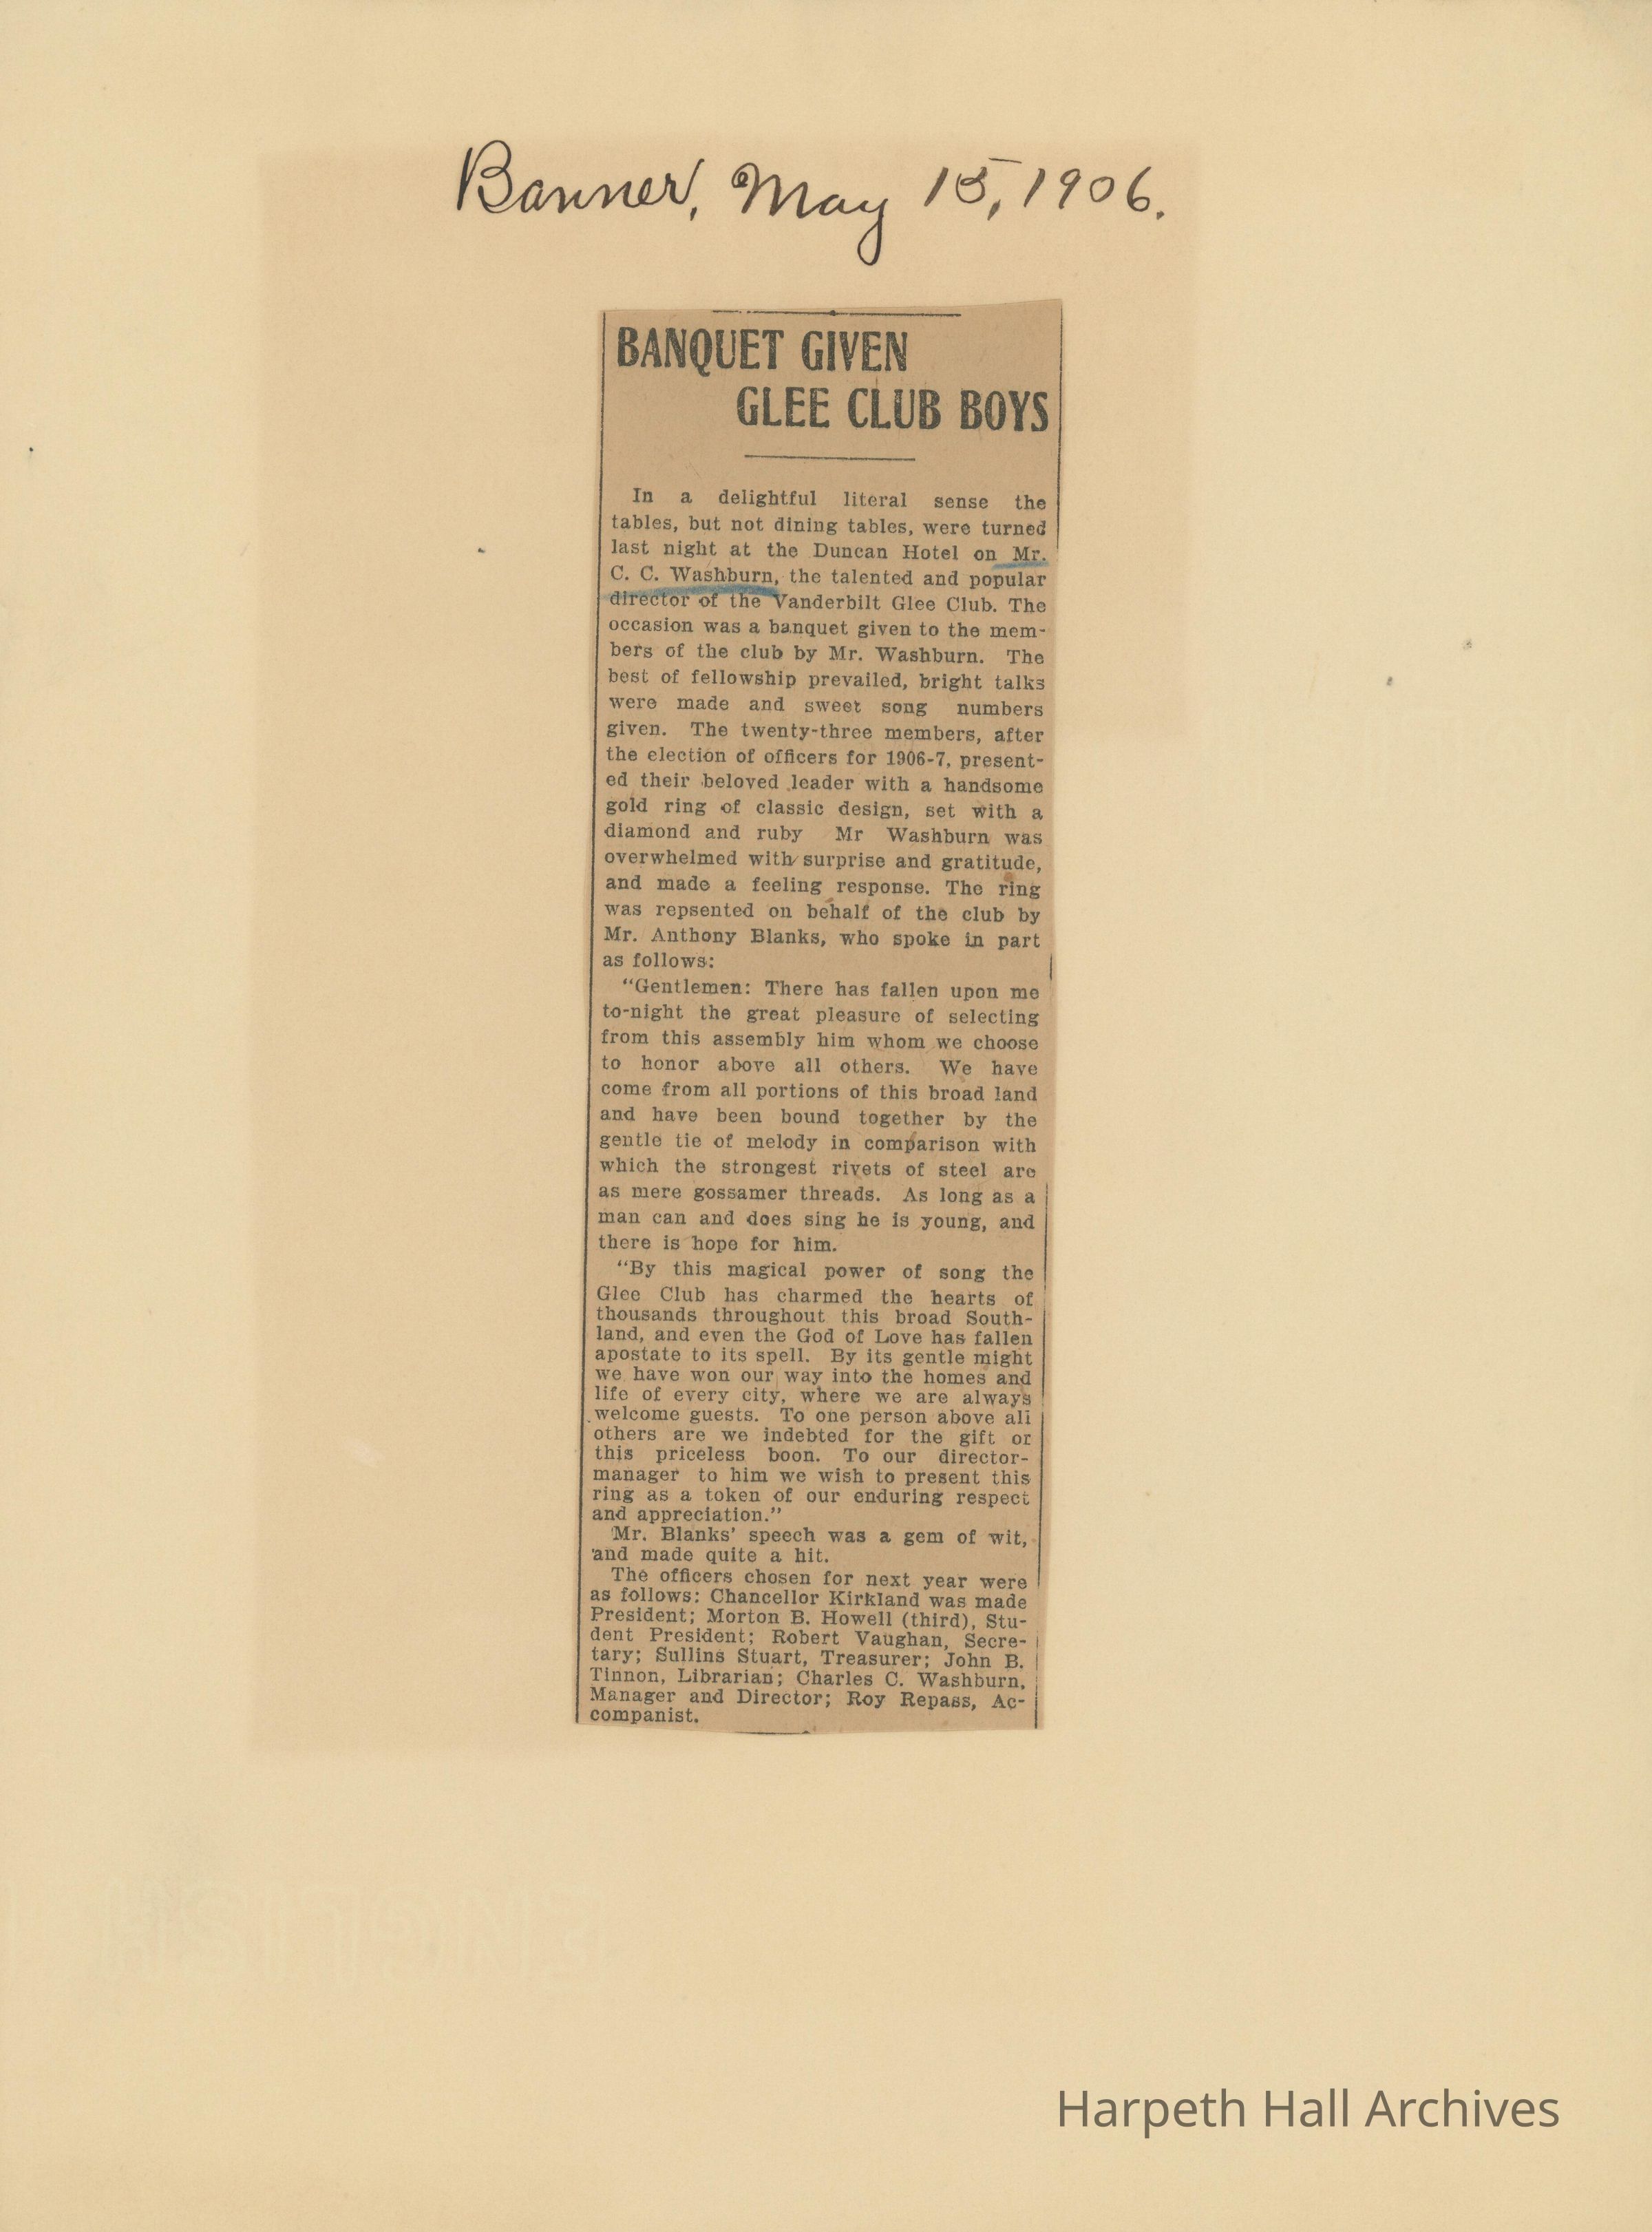 Banner, May 15, 1906.
BANQUET GIVEN
GLEE CLUB BOYS
In a delightful literal sense the
tables, but not dining tables, were turned
last night at the Duncan Hotel on Mr.
C. C. Washburn, the talented and popular
director of the Vanderbilt Glee Club. The
occasion was a banquet given to the mem-
bers of the club by Mr. Washburn. The
best of fellowship prevailed, bright talks
were made and sweet song numbers
given. The twenty-three members, after
the election of officers for 1906-7, present-
ed their beloved leader with a handsome
gold ring of classic design, set with a
diamond and ruby Mr Washburn was
overwhelmed with surprise and gratitude,
and made a feeling response. The ring
was repsented on behalf of the club by
Mr. Anthony Blanks, who spoke in part
as follows:
"Gentlemen: There has fallen upon me
to-night the great pleasure of selecting
from this assembly him whom we choose
to honor above all others. We have
come from all portions of this broad land
and have been bound together by the
gentle tie of melody in comparison with
which the strongest rivets of steel are
as mere gossamer threads. As long as a
man can and does sing he is young, and
there is hope for him.
"By this magical power of song the
Glee Club has charmed the hearts of
thousands throughout this broad South-
land, and even the God of Love has fallen
apostate to its spell. By its gentle might
we have won our way into the homes and
life of every city, where we are always
welcome guests. To one person above all
others are we indebted for the gift or
this priceless boon. To our director-
manager to him we wish to present this
ring as a token of our enduring respect
and appreciation."
Mr. Blanks' speech was a gem of wit,
and made quite a hit.
The officers chosen for next year were
as follows: Chancellor Kirkland was made
President; Morton B. Howell (third), Stu-
dent President; Robert Vaughan, Secre-
tary; Sullins Stuart, Treasurer; John B.
Tinnon, Librarian; Charles C. Washburn,
Manager and Director; Roy Repass, Ac-
companist.
Harpeth Hall Archives